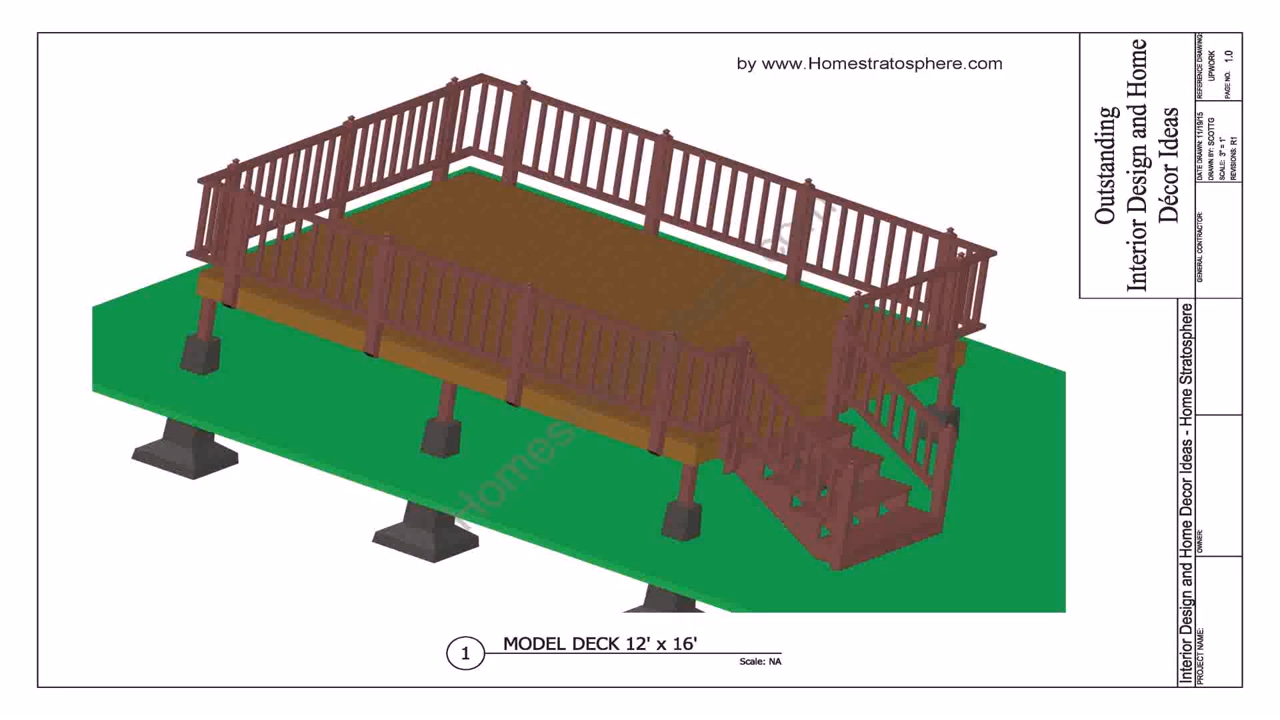 by www.Homestratosphere.com
Outstanding
Interior Design and Home
Décor Ideas
REFERENCE DRAWING:
UPWORK
PAGE NO. 1.0
DATE DRAWN: 11/19/15
DRAWN BY: SCOTTG
SCALE: 3" = 1'
REVISIONS: R1
GENERAL CONTRACTOR:
Interior Design and Home Decor Ideas - Home Stratosphere
OWNER:
PROJECT NAME:
1
MODEL DECK 12' x 16'
Scale: NA